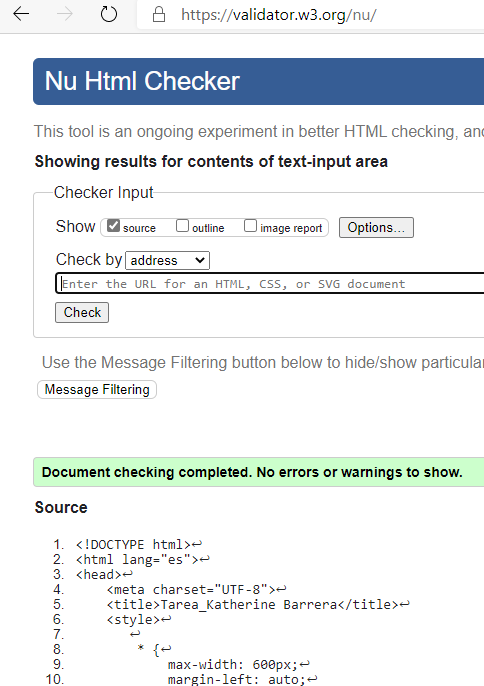 https://validator.w3.org/nu/
Nu Html Checker
This tool is an ongoing experiment in better HTML checking, and
Showing results for contents of text-input area
Checker Input
Show source outline image report Options...
Check by address
Enter the URL for an HTML, CSS, or SVG document
Check
Use the Message Filtering button below to hide/show particular
Message Filtering
Document checking completed. No errors or warnings to show.
Source
1. <!DOCTYPE html>↩
2. <html lang="es">↩
3. <head>↩
4. <meta charset="UTF-8">↩
5. <title>Tarea_Katherine Barrera</title>↩
6. <style>↩
7. ↩
8. * {↩
9. max-width: 600px;↩
10. margin-left: auto;↩